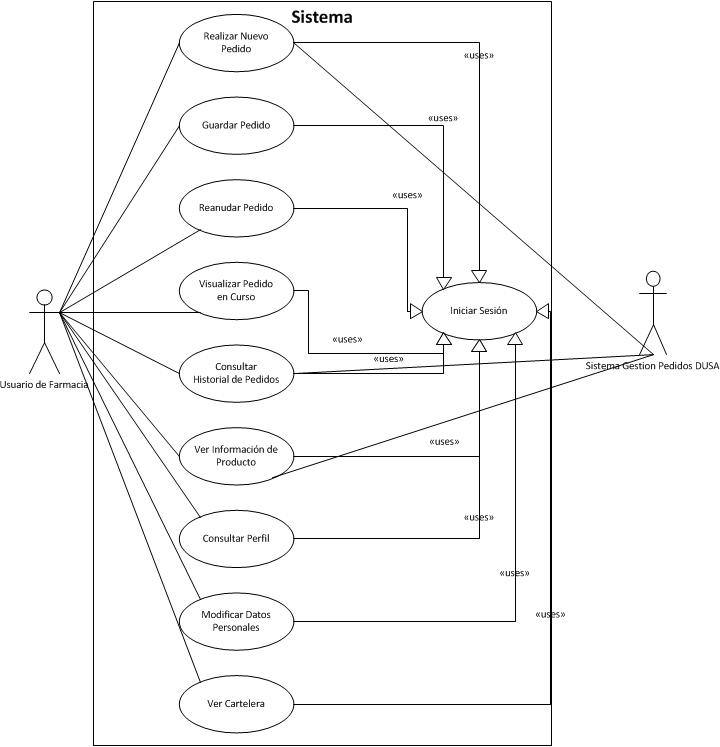 Sistema
Realizar Nuevo
Pedido
«uses»
Guardar Pedido
«uses»
Reanudar Pedido
«uses»
Visualizar Pedido
en Curso
Iniciar Sesión
«uses»
«uses»
Consultar
Historial de Pedidos
Usuario de Farmacia
Sistema Gestion Pedidos DUSA
Ver Información de
Producto
«uses»
Consultar Perfil
«uses»
«uses»
Modificar Datos
Personales
«uses»
Ver Cartelera